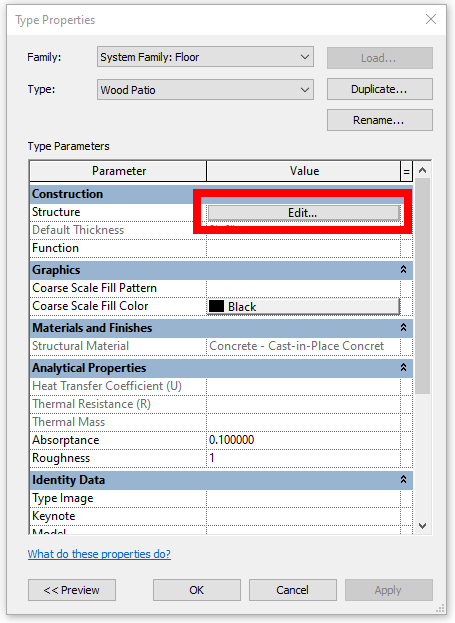 Type Properties
Family: System Family: Floor Load...
Type: Wood Patio Duplicate...
Rename...
Type Parameters
Parameter Value =
Construction
Structure Edit...
Default Thickness
Function
Graphics
Coarse Scale Fill Pattern
Coarse Scale Fill Color Black
Materials and Finishes
Structural Material Concrete - Cast-in-Place Concret
Analytical Properties
Heat Transfer Coefficient (U)
Thermal Resistance (R)
Thermal Mass
Absorptance 0.100000
Roughness 1
Identity Data
Type Image
Keynote
Model
What do these properties do?
<< Preview OK Cancel Apply